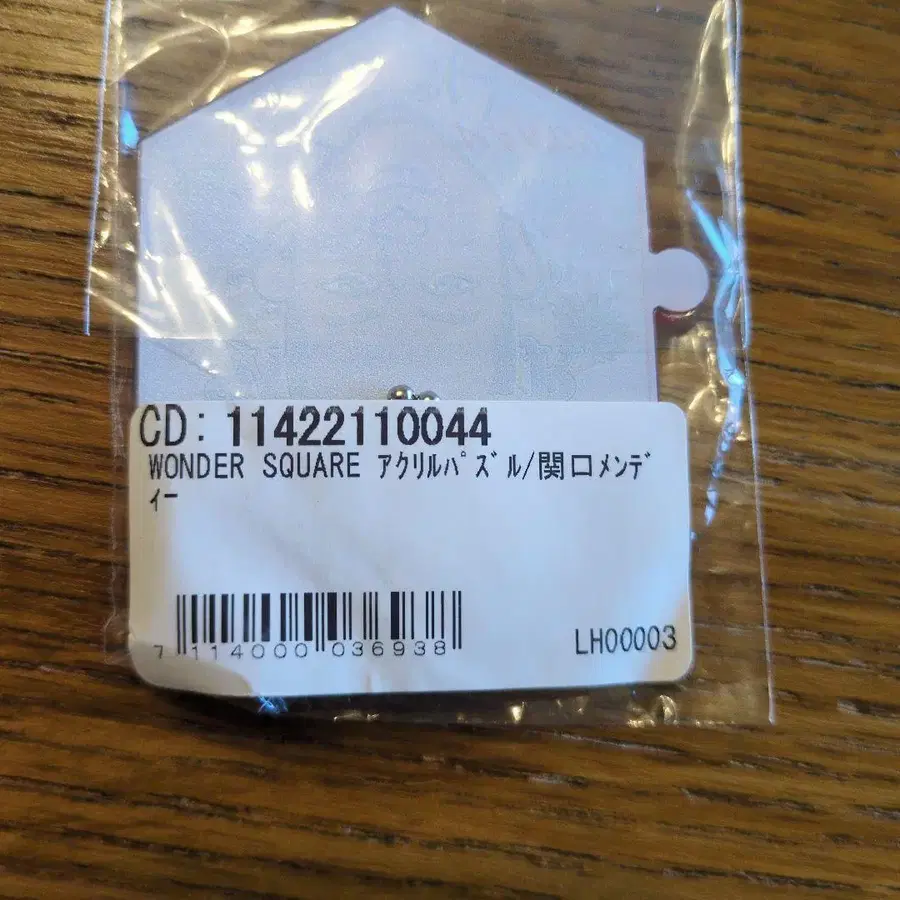 CD: 11422110044
WONDER SQUARE ｱｸﾘﾙﾊﾟｽﾞﾙ/関口ﾒﾝﾃﾞ
ｨｰ
7 114000 036938
LH00003